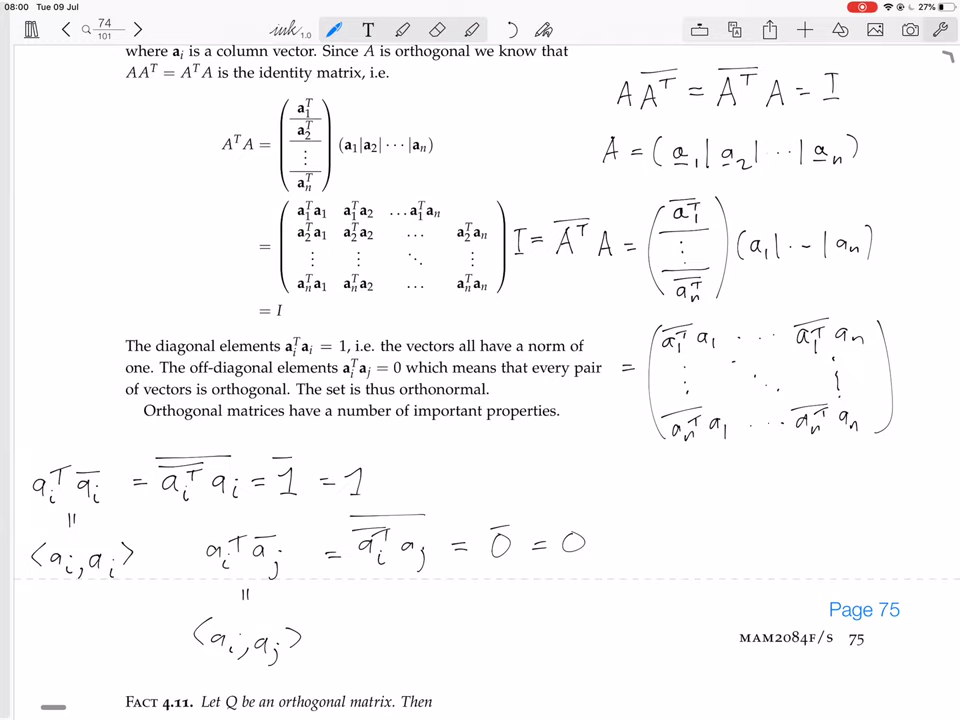 08:00 Tue 09 Jul 27%
74
101
ink 1.0
T
where aᵢ is a column vector. Since A is orthogonal we know that
AAᵀ = AᵀA is the identity matrix, i.e.
AᵀA = ( a₁ᵀ / a₂ᵀ / ⋮ / aₙᵀ ) (a₁|a₂| ⋯ |aₙ)
= ( a₁ᵀa₁ a₁ᵀa₂ … a₁ᵀaₙ
a₂ᵀa₁ a₂ᵀa₂ ⋯ a₂ᵀaₙ
⋮ ⋮ ⋱ ⋮
aₙᵀa₁ aₙᵀa₂ … aₙᵀaₙ )
= I
The diagonal elements aᵢᵀaᵢ = 1, i.e. the vectors all have a norm of
one. The off-diagonal elements aᵢᵀaⱼ = 0 which means that every pair
of vectors is orthogonal. The set is thus orthonormal.
Orthogonal matrices have a number of important properties.
A A̅ᵀ = A̅ᵀ A = I
A = (a₁ | a₂ | ⋯ | aₙ)
I = A̅ᵀ A = ( a̅₁ᵀ / ⋮ / a̅ₙᵀ ) (a₁ | ⋯ | aₙ)
= ( a̅₁ᵀ a₁ ⋯ a̅₁ᵀ aₙ
⋮ ⋱ ⋮
a̅ₙᵀ a₁ ⋯ a̅ₙᵀ aₙ )
aᵢᵀ a̅ᵢ = \overline{a̅ᵢᵀ aᵢ} = 1̅ = 1
=
⟨aᵢ, aᵢ⟩
aᵢᵀ a̅ⱼ = \overline{a̅ᵢᵀ aⱼ} = 0̅ = 0
=
⟨aᵢ, aⱼ⟩
Page 75
MAM2084F/S 75
FACT 4.11. Let Q be an orthogonal matrix. Then